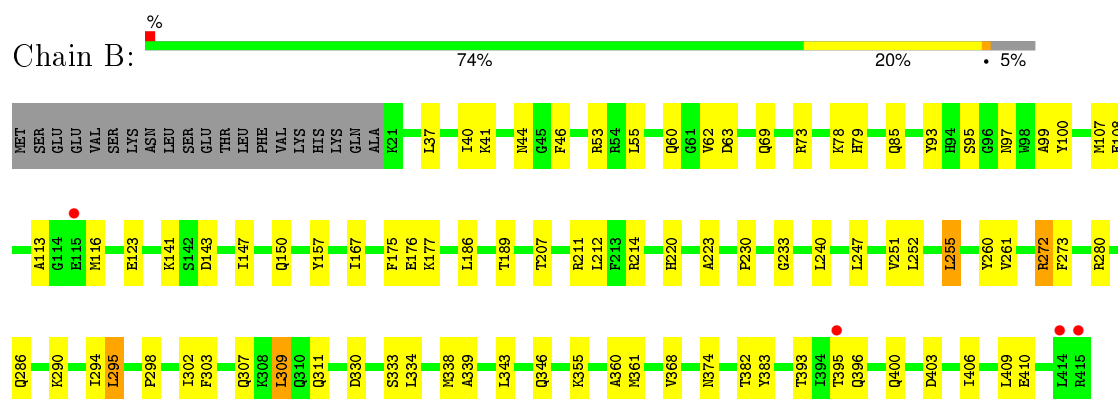 %
Chain B:
74% 20% • 5%
MET SER GLU GLU VAL SER LYS ASN LEU SER GLU THR LEU PHE VAL LYS HIS LYS GLN ALA K21 L37 I40 K41 N44 G45 F46 R53 R54 L55 Q60 G61 V62 D63 Q69 R73 K78 H79 Q85 Y93 H94 S95 G96 N97 W98 A99 Y100 M107 E108
A113 G114 E115 M116 E123 K141 S142 D143 I147 Q150 Y157 I167 F175 E176 K177 L186 T189 T207 R211 L212 F213 R214 H220 A223 P230 G233 L240 L247 V251 L252 L255 Y260 V261 R272 F273 R280
Q286 K290 I294 L295 P298 I302 F303 Q307 K308 L309 Q310 Q311 D330 S333 L334 M338 A339 L343 Q346 K355 A360 M361 V368 N374 T382 Y383 T393 I394 T395 Q396 Q400 D403 I406 L409 E410 L414 R415